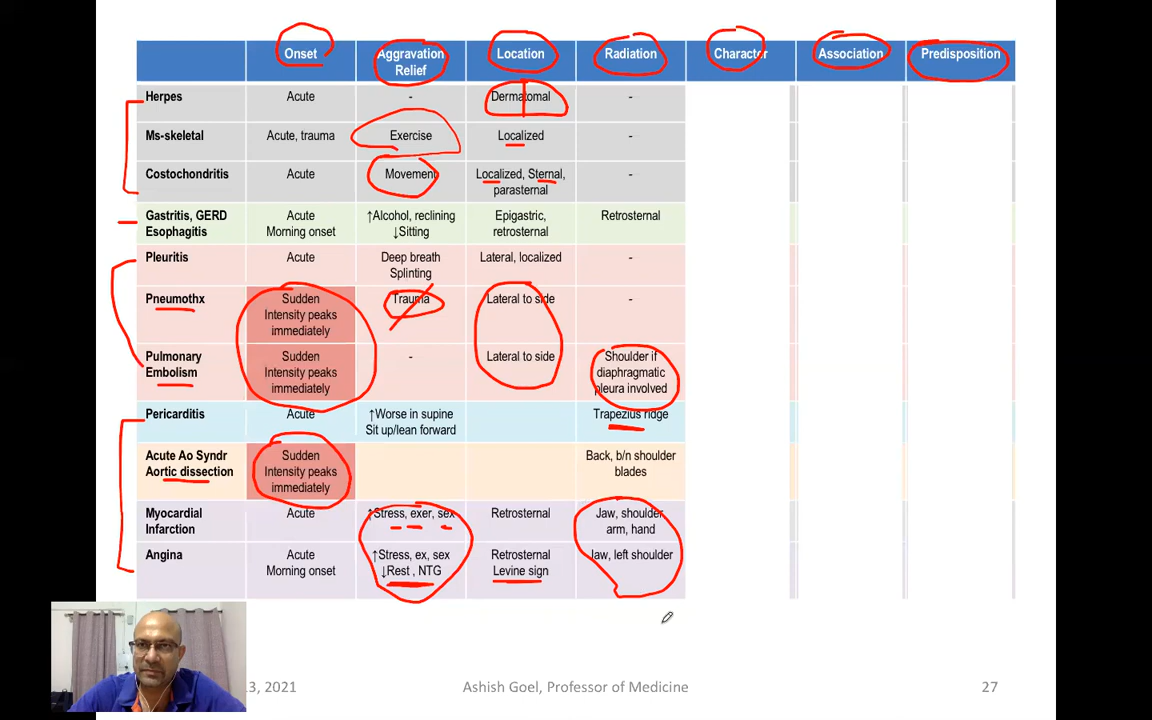 Onset Aggravation Location Radiation Character Association Predisposition
Relief
Herpes Acute - Dermatomal -
Ms-skeletal Acute, trauma Exercise Localized -
Costochondritis Acute Movement Localized, Sternal, -
parasternal
Gastritis, GERD Acute ↑Alcohol, reclining Epigastric, Retrosternal
Esophagitis Morning onset ↓Sitting retrosternal
Pleuritis Acute Deep breath Lateral, localized -
Splinting
Pneumothx Sudden Trauma Lateral to side -
Intensity peaks
immediately
Pulmonary Sudden - Lateral to side Shoulder if
Embolism Intensity peaks diaphragmatic
immediately pleura involved
Pericarditis Acute ↑Worse in supine Trapezius ridge
Sit up/lean forward
Acute Ao Syndr Sudden Back, b/n shoulder
Aortic dissection Intensity peaks blades
immediately
Myocardial Acute ↑Stress, exer, sex Retrosternal Jaw, shoulder
Infarction arm, hand
Angina Acute ↑Stress, ex, sex Retrosternal Jaw, left shoulder
Morning onset ↓Rest , NTG Levine sign
3, 2021 Ashish Goel, Professor of Medicine 27